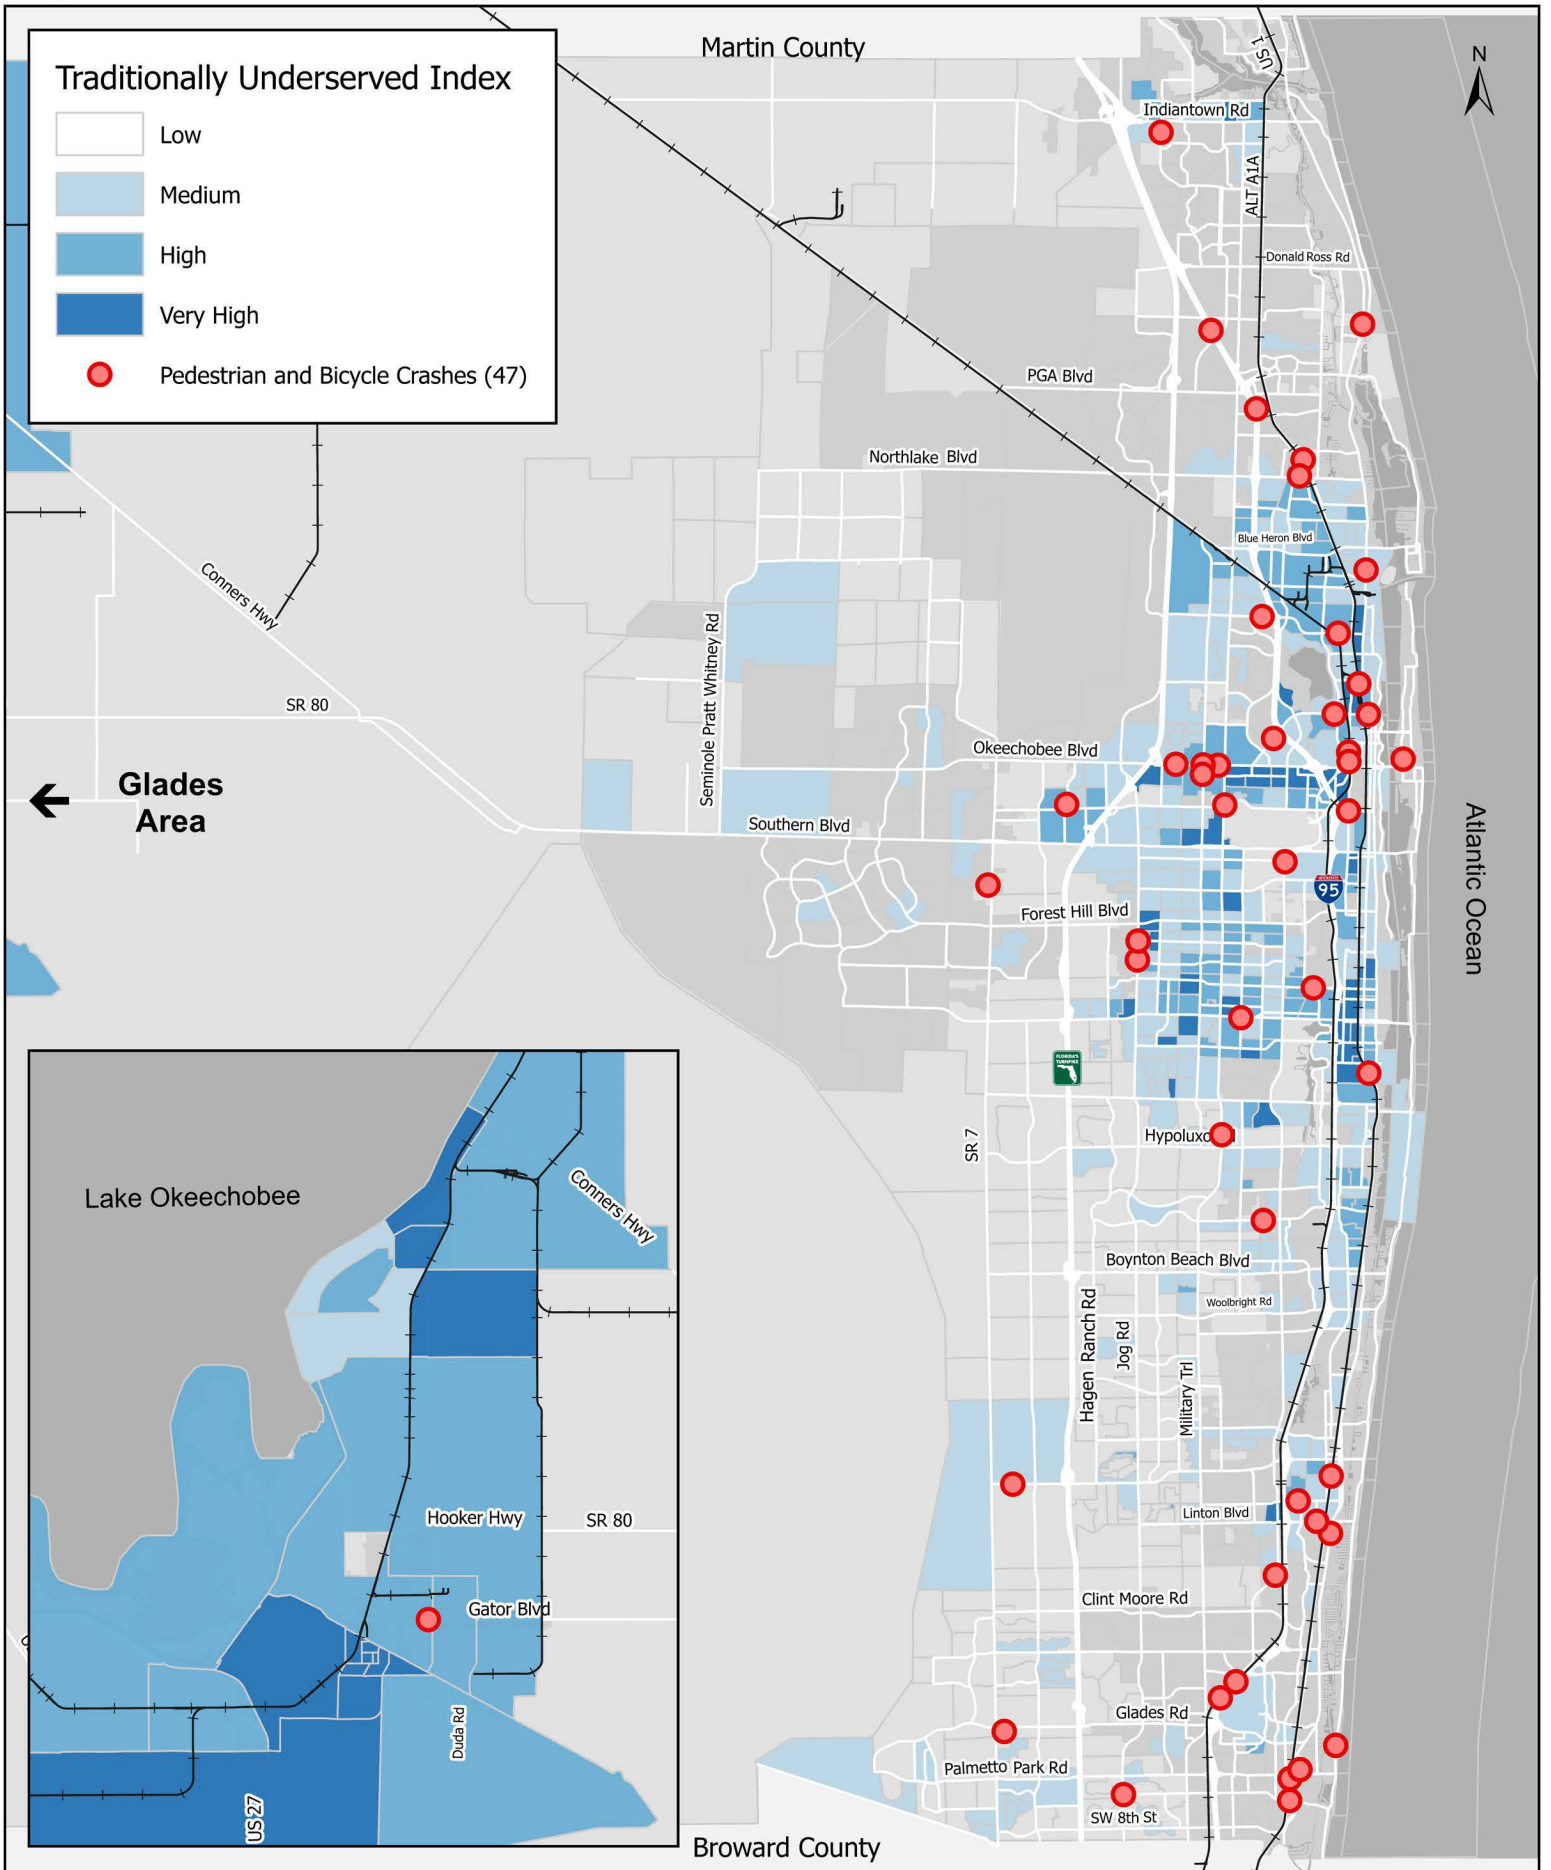 Traditionally Underserved Index
Low
Medium
High
Very High
Pedestrian and Bicycle Crashes (47)
Martin County
N
US 1
Indiantown Rd
ALT A1A
Donald Ross Rd
PGA Blvd
Northlake Blvd
Blue Heron Blvd
Conners Hwy
SR 80
Seminole Pratt Whitney Rd
Okeechobee Blvd
Glades
Area
Southern Blvd
Atlantic Ocean
95
Forest Hill Blvd
FLORIDA'S
TURNPIKE
SR 7
Boynton Beach Blvd
Woolbright Rd
Hagen Ranch Rd
Jog Rd
Military Trl
Linton Blvd
Clint Moore Rd
Glades Rd
Palmetto Park Rd
SW 8th St
Broward County
Lake Okeechobee
Conners Hwy
Hooker Hwy
SR 80
Gator Blvd
Duda Rd
US 27